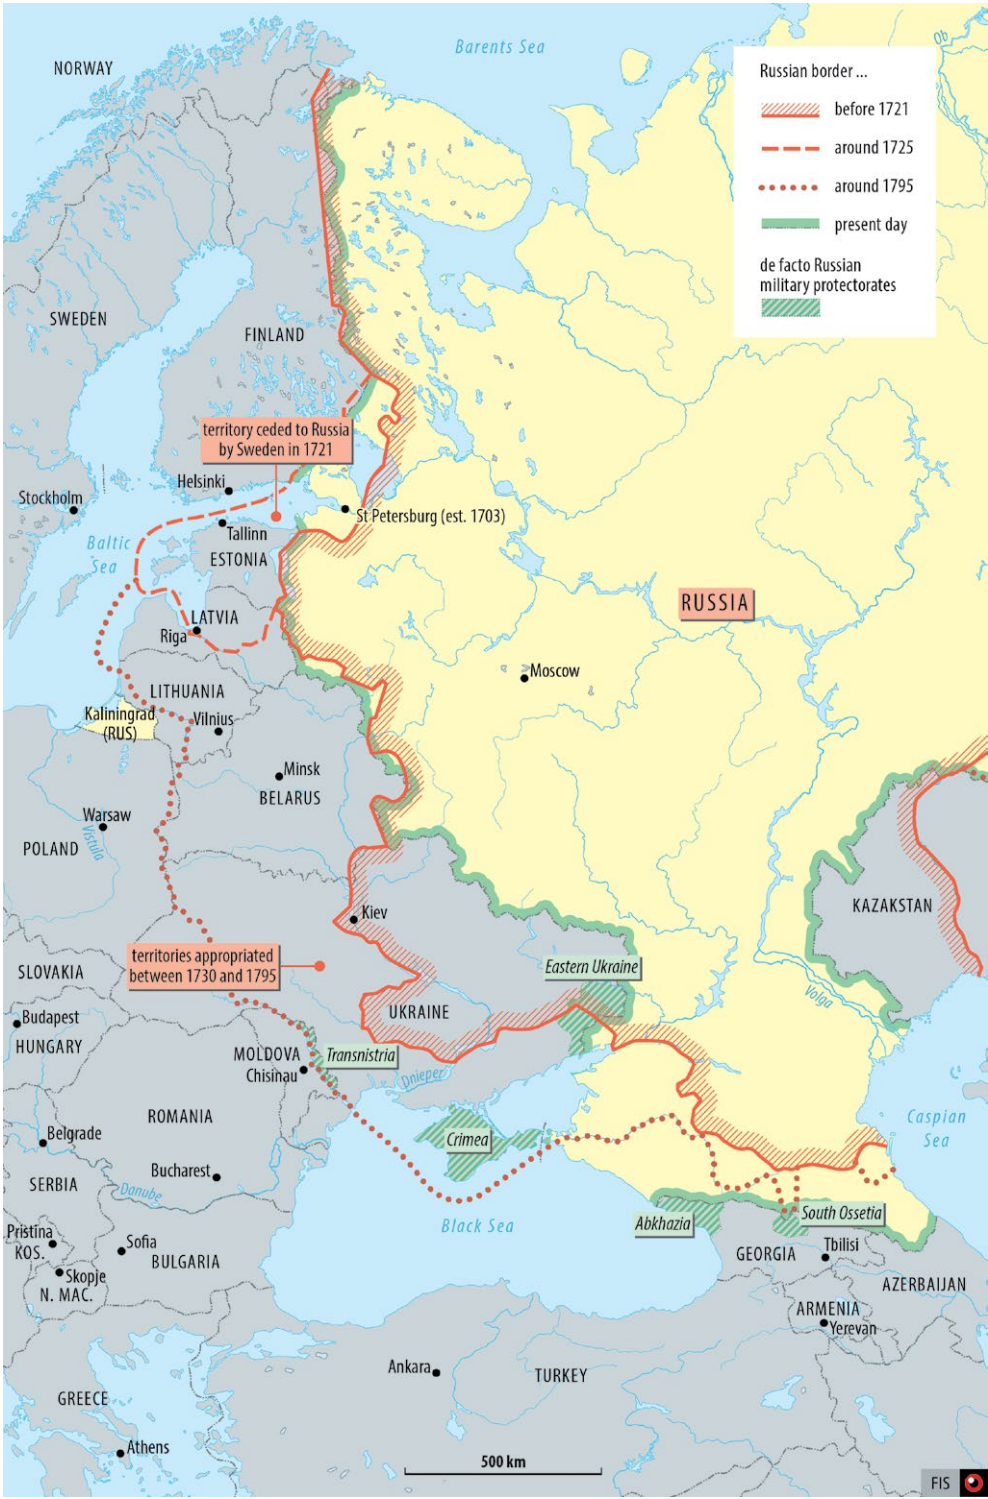 Barents Sea
Ob
NORWAY
Russian border ...
before 1721
around 1725
around 1795
present day
de facto Russian
military protectorates
SWEDEN
FINLAND
territory ceded to Russia
by Sweden in 1721
Helsinki
Stockholm
St Petersburg (est. 1703)
Tallinn
Baltic
Sea
ESTONIA
RUSSIA
LATVIA
Riga
Moscow
LITHUANIA
Kaliningrad
(RUS)
Vilnius
Minsk
BELARUS
Warsaw
Vistula
POLAND
KAZAKSTAN
Kiev
territories appropriated
between 1730 and 1795
Eastern Ukraine
SLOVAKIA
Volga
UKRAINE
Budapest
HUNGARY
MOLDOVA
Chisinau
Transnistria
Dnieper
ROMANIA
Caspian
Sea
Belgrade
Crimea
Bucharest
SERBIA
Danube
Black Sea
Abkhazia
South Ossetia
Pristina
KOS.
Sofia
BULGARIA
GEORGIA
Tbilisi
Skopje
N. MAC.
AZERBAIJAN
ARMENIA
Yerevan
Ankara
TURKEY
GREECE
Athens
500 km
FIS